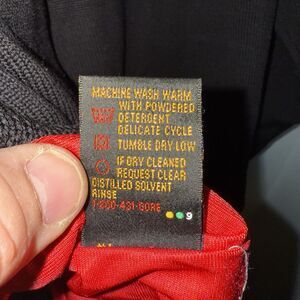 MACHINE WASH WARM
WITH POWDERED
DETERGENT
DELICATE CYCLE
TUMBLE DRY LOW
IF DRY CLEANED
REQUEST CLEAR
DISTILLED SOLVENT
RINSE
1-800-431-GORE
9